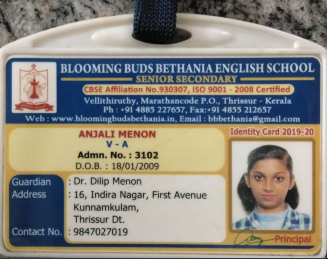 BLOOMING BUDS BETHANIA ENGLISH SCHOOL
SENIOR SECONDARY
CBSE Affiliation No.930307, ISO 9001 - 2008 Certified
Vellithiruthy, Marathancode P.O., Thrissur - Kerala
Ph : +91 4885 227657, Fax:+91 4855 212657
Web : www.bloomingbudsbethania.in, Email : bbbethania@gmail.com
Identity Card 2019-20
ANJALI MENON
V - A
Admn. No. : 3102
D.O.B. : 18/01/2009
Guardian : Dr. Dilip Menon
Address : 16, Indira Nagar, First Avenue
Kunnamkulam,
Thrissur Dt.
Contact No. : 9847027019
Principal